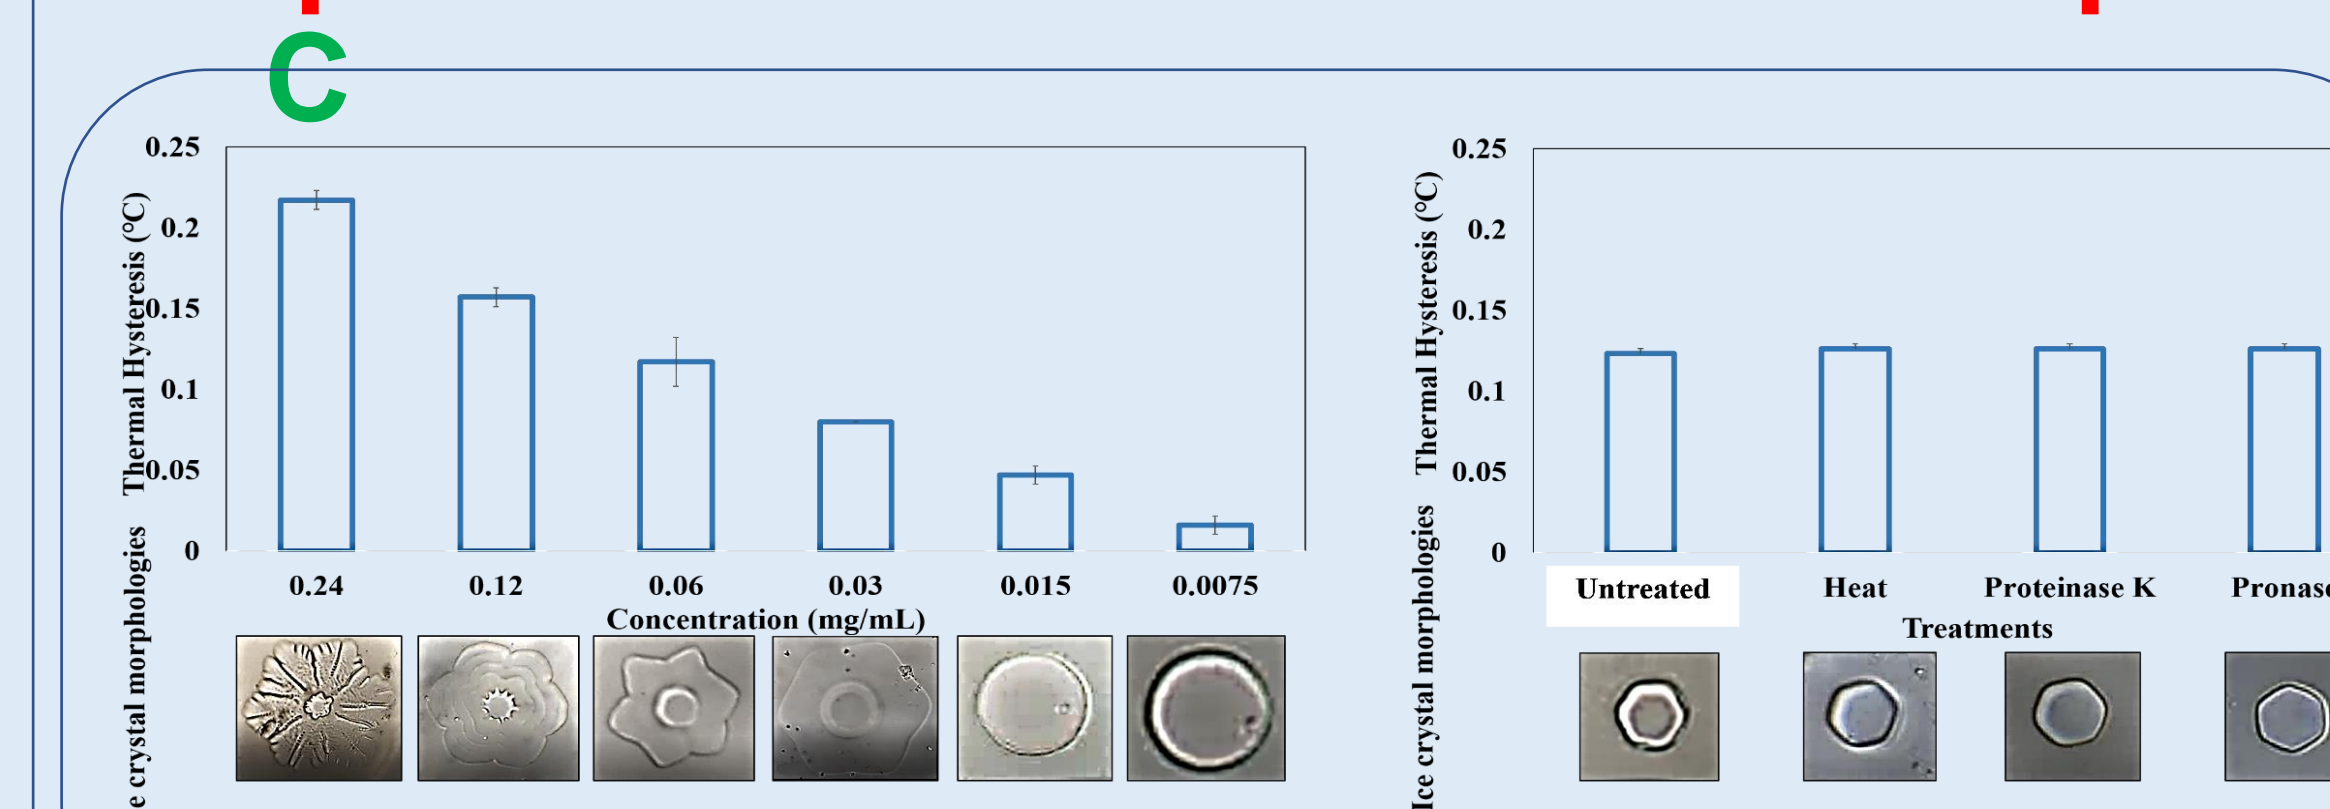 C
0.25
0.2
0.15
0.1
0.05
0
Thermal Hysteresis (°C)
0.24 0.12 0.06 0.03 0.015 0.0075
Concentration (mg/mL)
crystal morphologies
0.25
0.2
0.15
0.1
0.05
0
Thermal Hysteresis (°C)
Untreated Heat Proteinase K
Treatments
Ice crystal morphologies